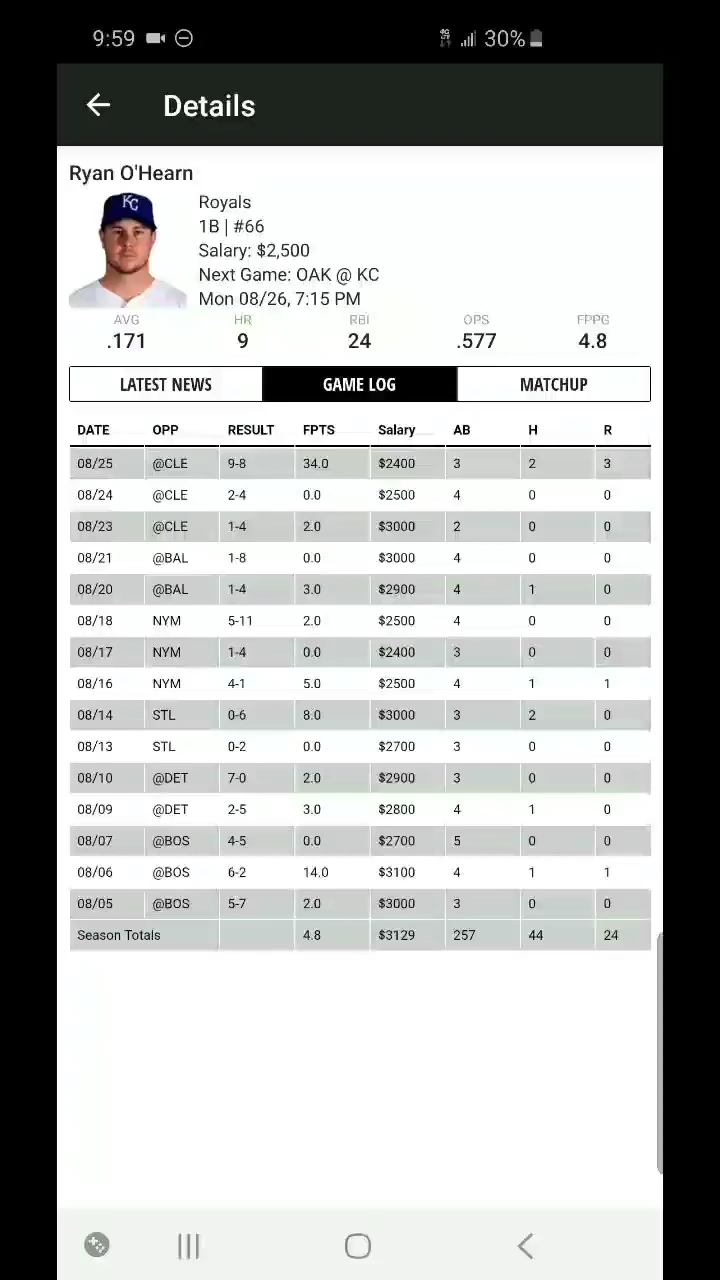 9:59 4G LTE 30%
Details
Ryan O'Hearn
KC
Royals
1B | #66
Salary: $2,500
Next Game: OAK @ KC
Mon 08/26, 7:15 PM
AVG HR RBI OPS FPPG
.171 9 24 .577 4.8
LATEST NEWS GAME LOG MATCHUP
DATE OPP RESULT FPTS Salary AB H R
08/25 @CLE 9-8 34.0 $2400 3 2 3
08/24 @CLE 2-4 0.0 $2500 4 0 0
08/23 @CLE 1-4 2.0 $3000 2 0 0
08/21 @BAL 1-8 0.0 $3000 4 0 0
08/20 @BAL 1-4 3.0 $2900 4 1 0
08/18 NYM 5-11 2.0 $2500 4 0 0
08/17 NYM 1-4 0.0 $2400 3 0 0
08/16 NYM 4-1 5.0 $2500 4 1 1
08/14 STL 0-6 8.0 $3000 3 2 0
08/13 STL 0-2 0.0 $2700 3 0 0
08/10 @DET 7-0 2.0 $2900 3 0 0
08/09 @DET 2-5 3.0 $2800 4 1 0
08/07 @BOS 4-5 0.0 $2700 5 0 0
08/06 @BOS 6-2 14.0 $3100 4 1 1
08/05 @BOS 5-7 2.0 $3000 3 0 0
Season Totals 4.8 $3129 257 44 24